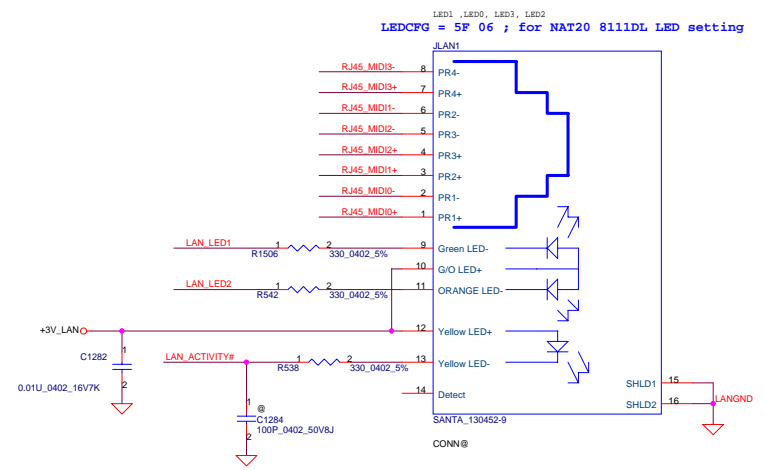 LED1 ,LED0, LED3, LED2
LEDCFG = 5F 06 ; for NAT20 8111DL LED setting
JLAN1
RJ45_MIDI3- 8 PR4-
RJ45_MIDI3+ 7 PR4+
RJ45_MIDI1- 6 PR2-
RJ45_MIDI2- 5 PR3-
RJ45_MIDI2+ 4 PR3+
RJ45_MIDI1+ 3 PR2+
RJ45_MIDI0- 2 PR1-
RJ45_MIDI0+ 1 PR1+
LAN_LED1 1 2 9 Green LED-
R1506 330_0402_5%
10 G/O LED+
LAN_LED2 1 2 11 ORANGE LED-
R542 330_0402_5%
+3V_LAN 12 Yellow LED+
LAN_ACTIVITY# 1 2 13 Yellow LED-
R538 330_0402_5%
C1282 1
0.01U_0402_16V7K 2
14 Detect
SHLD1 15
SHLD2 16
LANGND
1 @
C1284
100P_0402_50V8J
2
SANTA_130452-9
CONN@